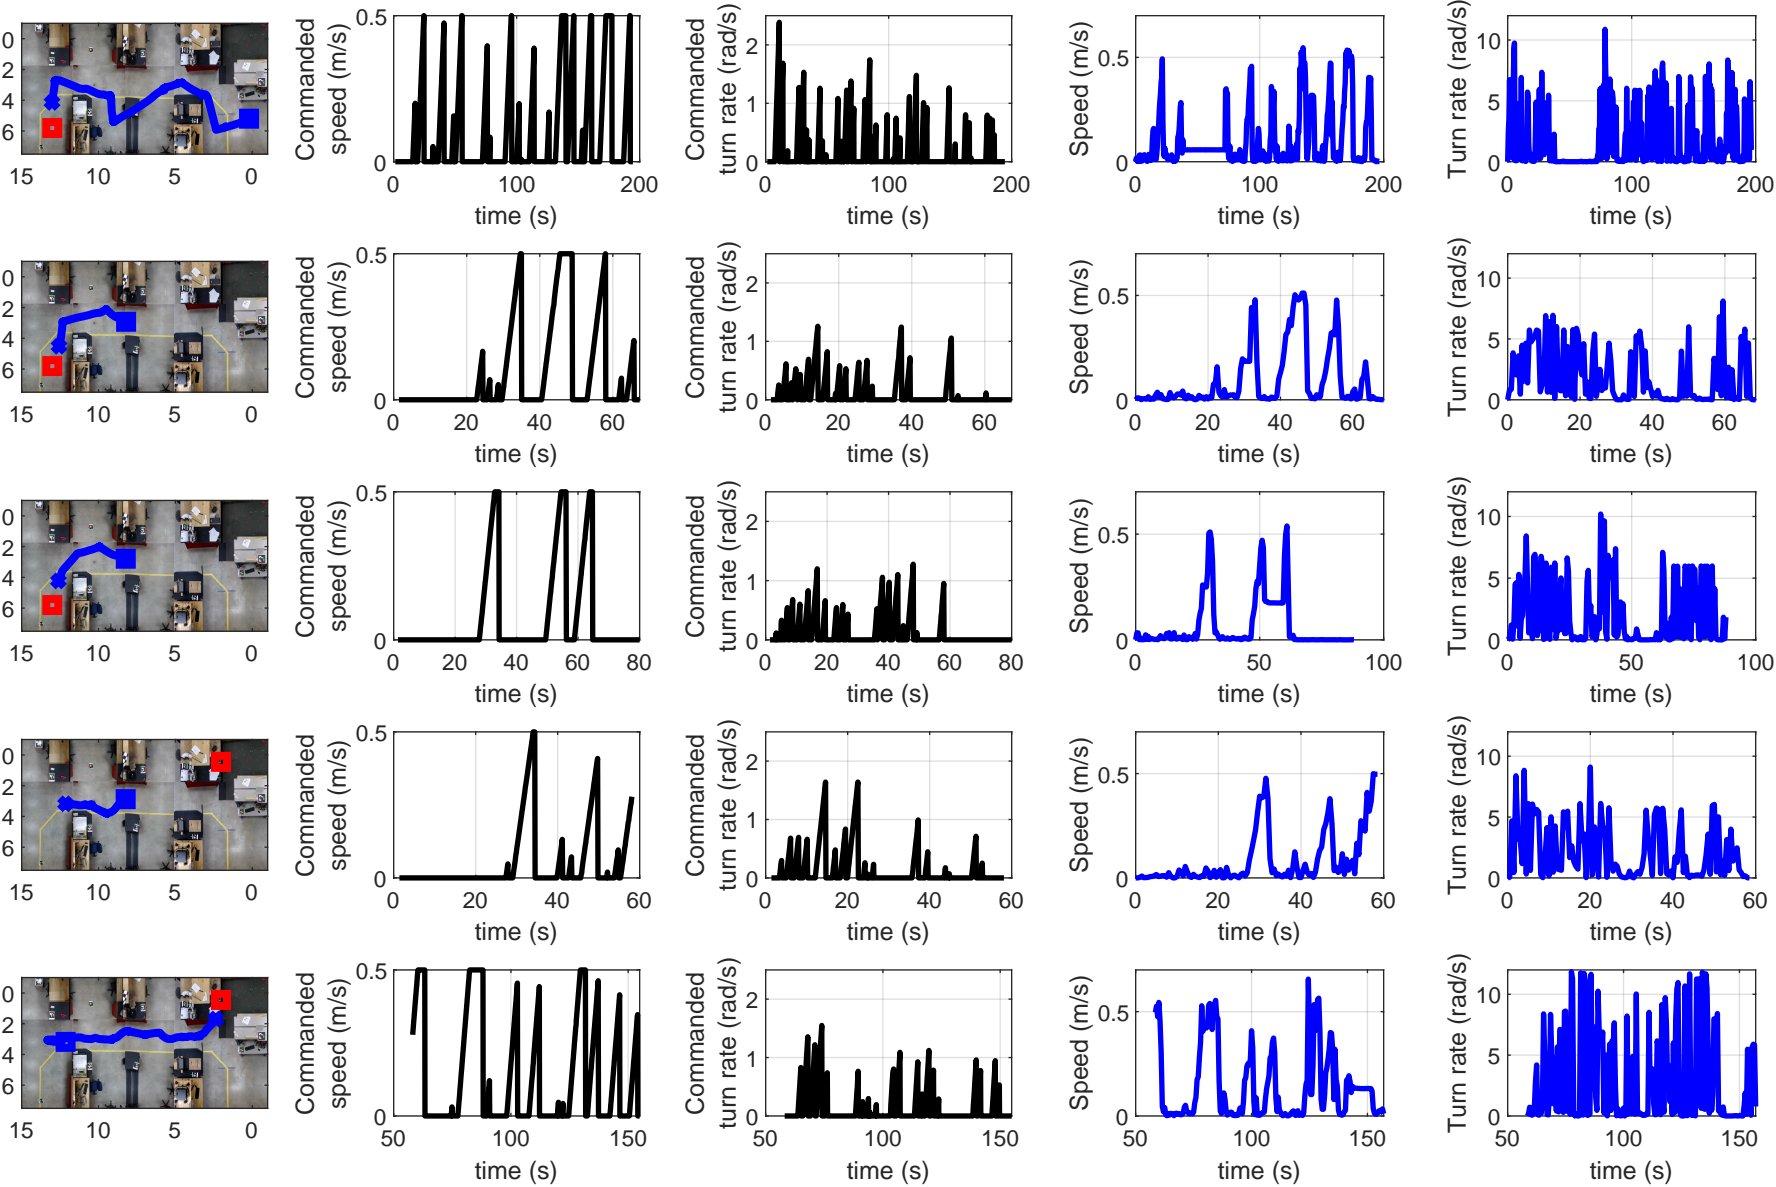 0
2
4
6
15 10 5 0
Commanded
speed (m/s)
0.5
0
0 100 200
time (s)
Commanded
turn rate (rad/s)
2
1
0
0 100 200
time (s)
Speed (m/s)
0.5
0
0 100 200
time (s)
Turn rate (rad/s)
10
5
0
0 100 200
time (s)
0
2
4
6
15 10 5 0
Commanded
speed (m/s)
0.5
0
0 20 40 60
time (s)
Commanded
turn rate (rad/s)
2
1
0
0 20 40 60
time (s)
Speed (m/s)
0.5
0
0 20 40 60
time (s)
Turn rate (rad/s)
10
5
0
0 20 40 60
time (s)
0
2
4
6
15 10 5 0
Commanded
speed (m/s)
0.5
0
0 20 40 60 80
time (s)
Commanded
turn rate (rad/s)
2
1
0
0 20 40 60 80
time (s)
Speed (m/s)
0.5
0
0 50 100
time (s)
Turn rate (rad/s)
10
5
0
0 50 100
time (s)
0
2
4
6
15 10 5 0
Commanded
speed (m/s)
0.5
0
0 20 40 60
time (s)
Commanded
turn rate (rad/s)
2
1
0
0 20 40 60
time (s)
Speed (m/s)
0.5
0
0 20 40 60
time (s)
Turn rate (rad/s)
10
5
0
0 20 40 60
time (s)
0
2
4
6
15 10 5 0
Commanded
speed (m/s)
0.5
0
50 100 150
time (s)
Commanded
turn rate (rad/s)
2
1
0
50 100 150
time (s)
Speed (m/s)
0.5
0
50 100 150
time (s)
Turn rate (rad/s)
10
5
0
50 100 150
time (s)